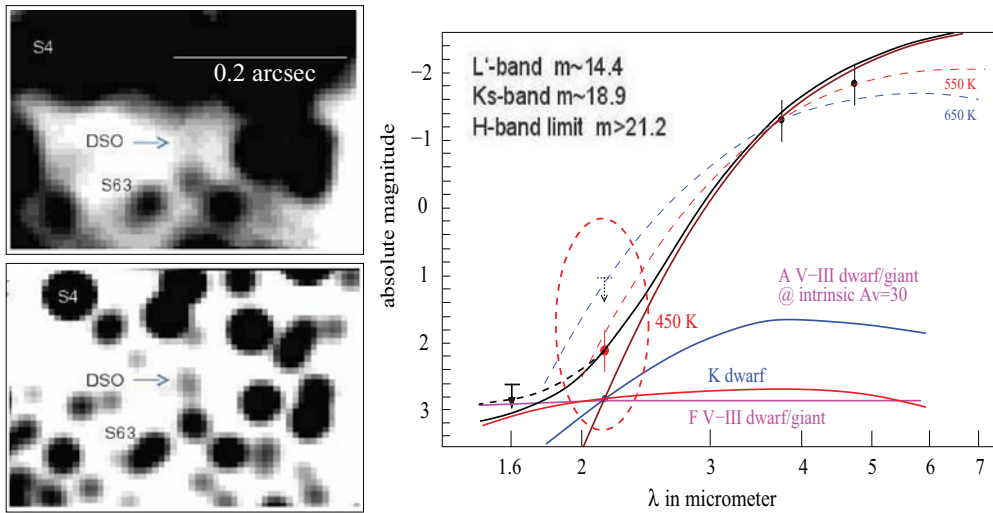 S4
0.2 arcsec
DSO
S63
S4
DSO
S63
L'-band m~14.4
Ks-band m~18.9
H-band limit m>21.2
absolute magnitude
−2
−1
0
1
2
3
550 K
650 K
450 K
A V−III dwarf/giant
@ intrinsic Av=30
K dwarf
F V−III dwarf/giant
1.6 2 3 4 5 6 7
λ in micrometer